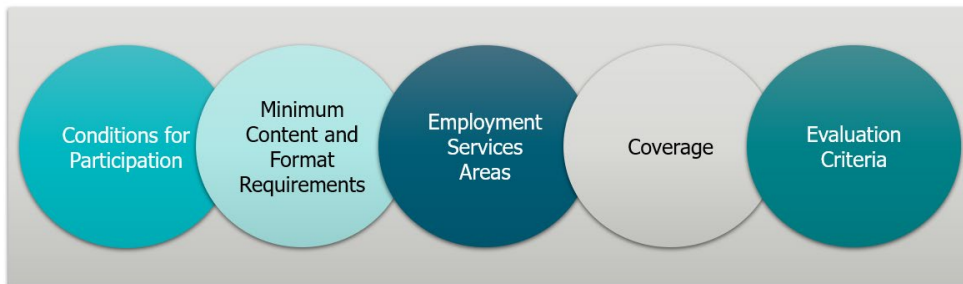 Conditions for
Participation
Minimum
Content and
Format
Requirements
Employment
Services
Areas
Coverage
Evaluation
Criteria